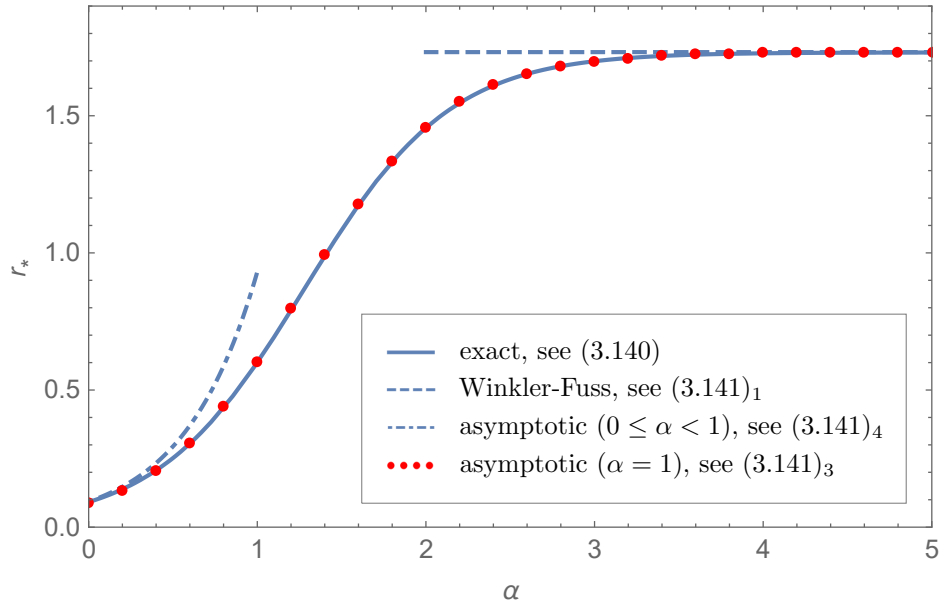 1.5
1.0
0.5
0.0
r*
0 1 2 3 4 5
α
exact, see (3.140)
Winkler-Fuss, see (3.141)₁
asymptotic (0 ≤ α < 1), see (3.141)₄
asymptotic (α = 1), see (3.141)₃